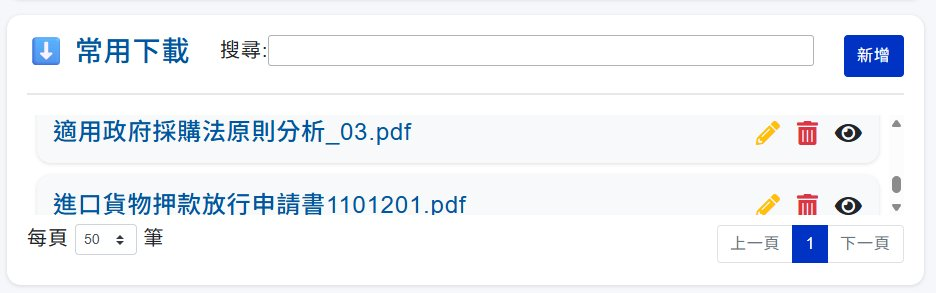 常用下載
搜尋:
新增
適用政府採購法原則分析_03.pdf
進口貨物押款放行申請書1101201.pdf
每頁 50 筆
上一頁 1 下一頁